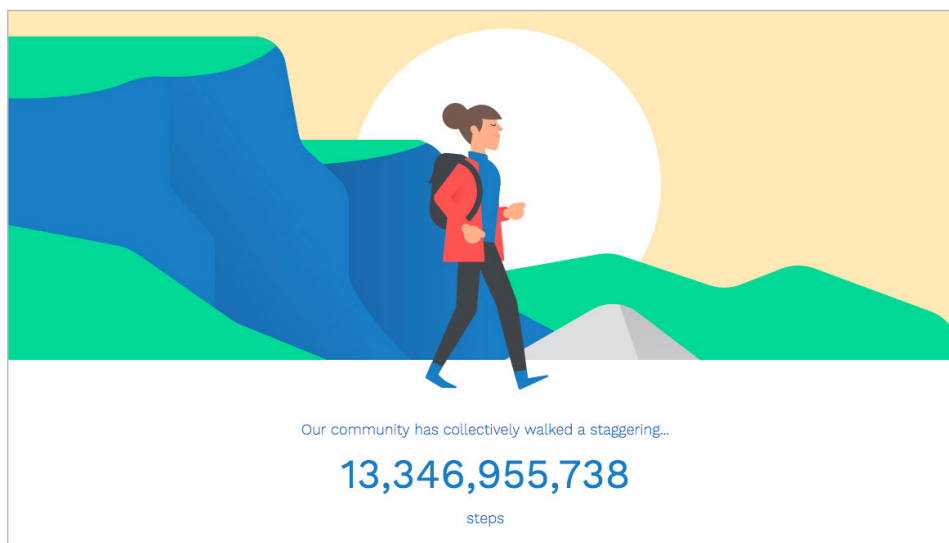 Our community has collectively walked a staggering...
13,346,955,738
steps